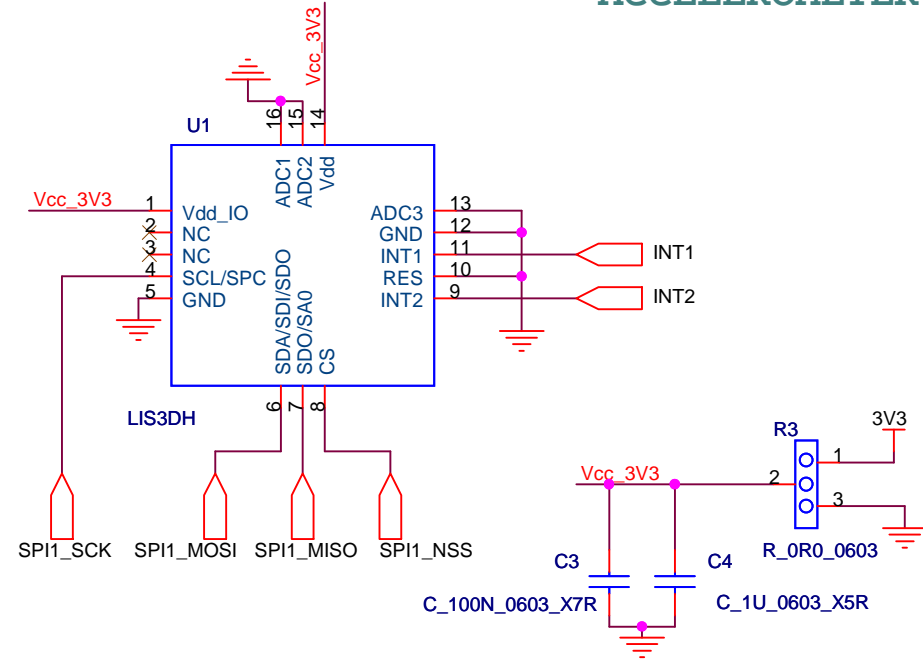 ACCELEROMETER
Vcc_3V3
16
15
14
U1
ADC1
ADC2
Vdd
Vcc_3V3
1
Vdd_IO
ADC3
13
2
NC
GND
12
3
NC
INT1
11
INT1
4
SCL/SPC
RES
10
5
GND
INT2
9
INT2
SDA/SDI/SDO
SDO/SA0
CS
6
7
8
LIS3DH
SPI1_SCK
SPI1_MOSI
SPI1_MISO
SPI1_NSS
3V3
R3
1
Vcc_3V3
2
3
R_0R0_0603
C3
C4
C_100N_0603_X7R
C_1U_0603_X5R